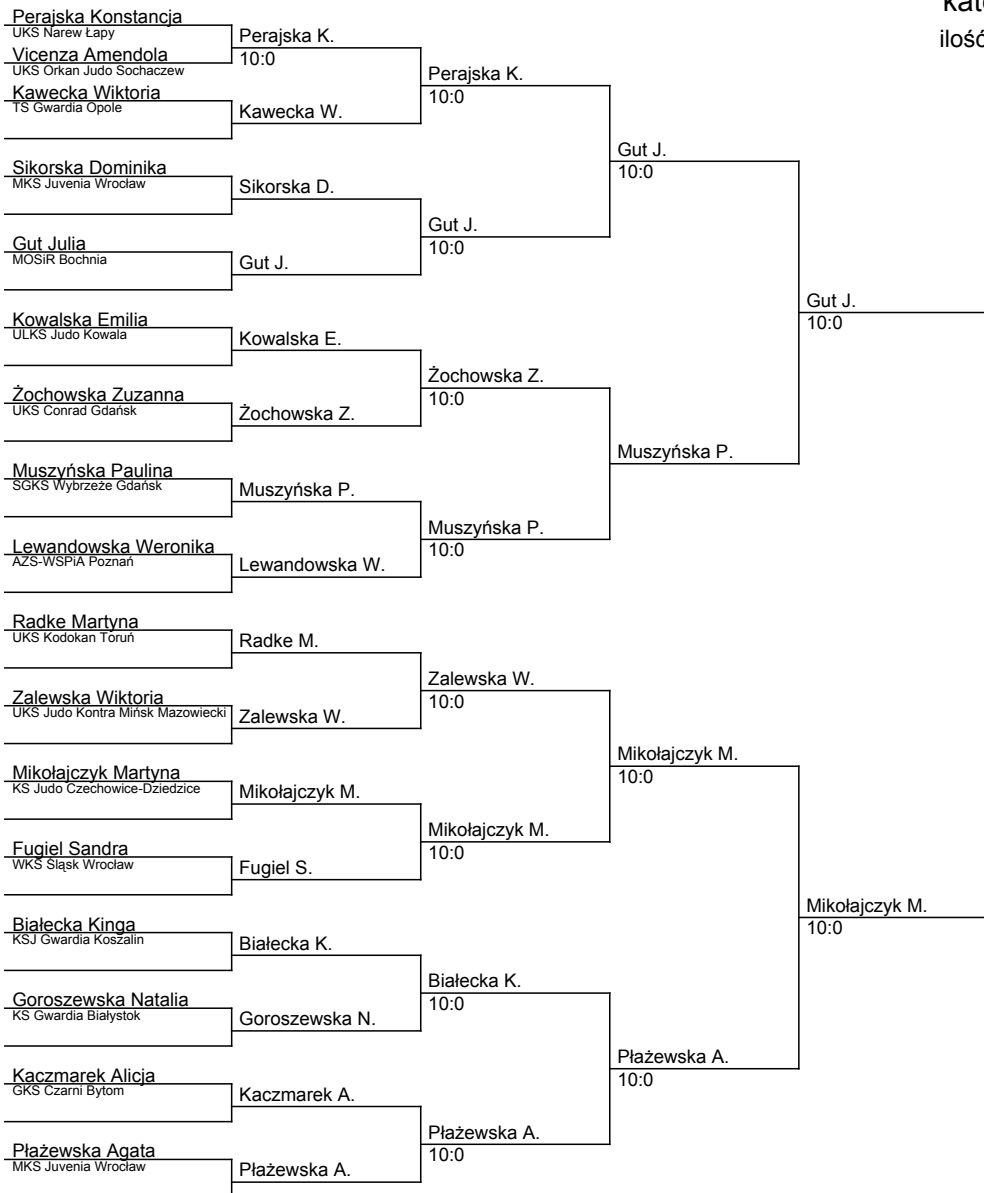 kate
ilość
Perajska Konstancja
UKS Narew Łapy
Vicenza Amendola
UKS Orkan Judo Sochaczew
Kawecka Wiktoria
TS Gwardia Opole
Sikorska Dominika
MKS Juvenia Wrocław
Gut Julia
MOSiR Bochnia
Kowalska Emilia
ULKS Judo Kowala
Żochowska Zuzanna
UKS Conrad Gdańsk
Muszyńska Paulina
SGKS Wybrzeże Gdańsk
Lewandowska Weronika
AZS-WSPiA Poznań
Radke Martyna
UKS Kodokan Toruń
Zalewska Wiktoria
UKS Judo Kontra Mińsk Mazowiecki
Mikołajczyk Martyna
KS Judo Czechowice-Dziedzice
Fugiel Sandra
WKS Śląsk Wrocław
Białecka Kinga
KSJ Gwardia Koszalin
Goroszewska Natalia
KS Gwardia Białystok
Kaczmarek Alicja
GKS Czarni Bytom
Płażewska Agata
MKS Juvenia Wrocław
Perajska K.
10:0
Kawecka W.
Sikorska D.
Gut J.
Kowalska E.
Żochowska Z.
Muszyńska P.
Lewandowska W.
Radke M.
Zalewska W.
Mikołajczyk M.
Fugiel S.
Białecka K.
Goroszewska N.
Kaczmarek A.
Płażewska A.
Perajska K.
10:0
Gut J.
10:0
Żochowska Z.
10:0
Muszyńska P.
10:0
Zalewska W.
10:0
Mikołajczyk M.
10:0
Białecka K.
10:0
Płażewska A.
10:0
Gut J.
10:0
Muszyńska P.
Mikołajczyk M.
10:0
Płażewska A.
10:0
Gut J.
10:0
Mikołajczyk M.
10:0